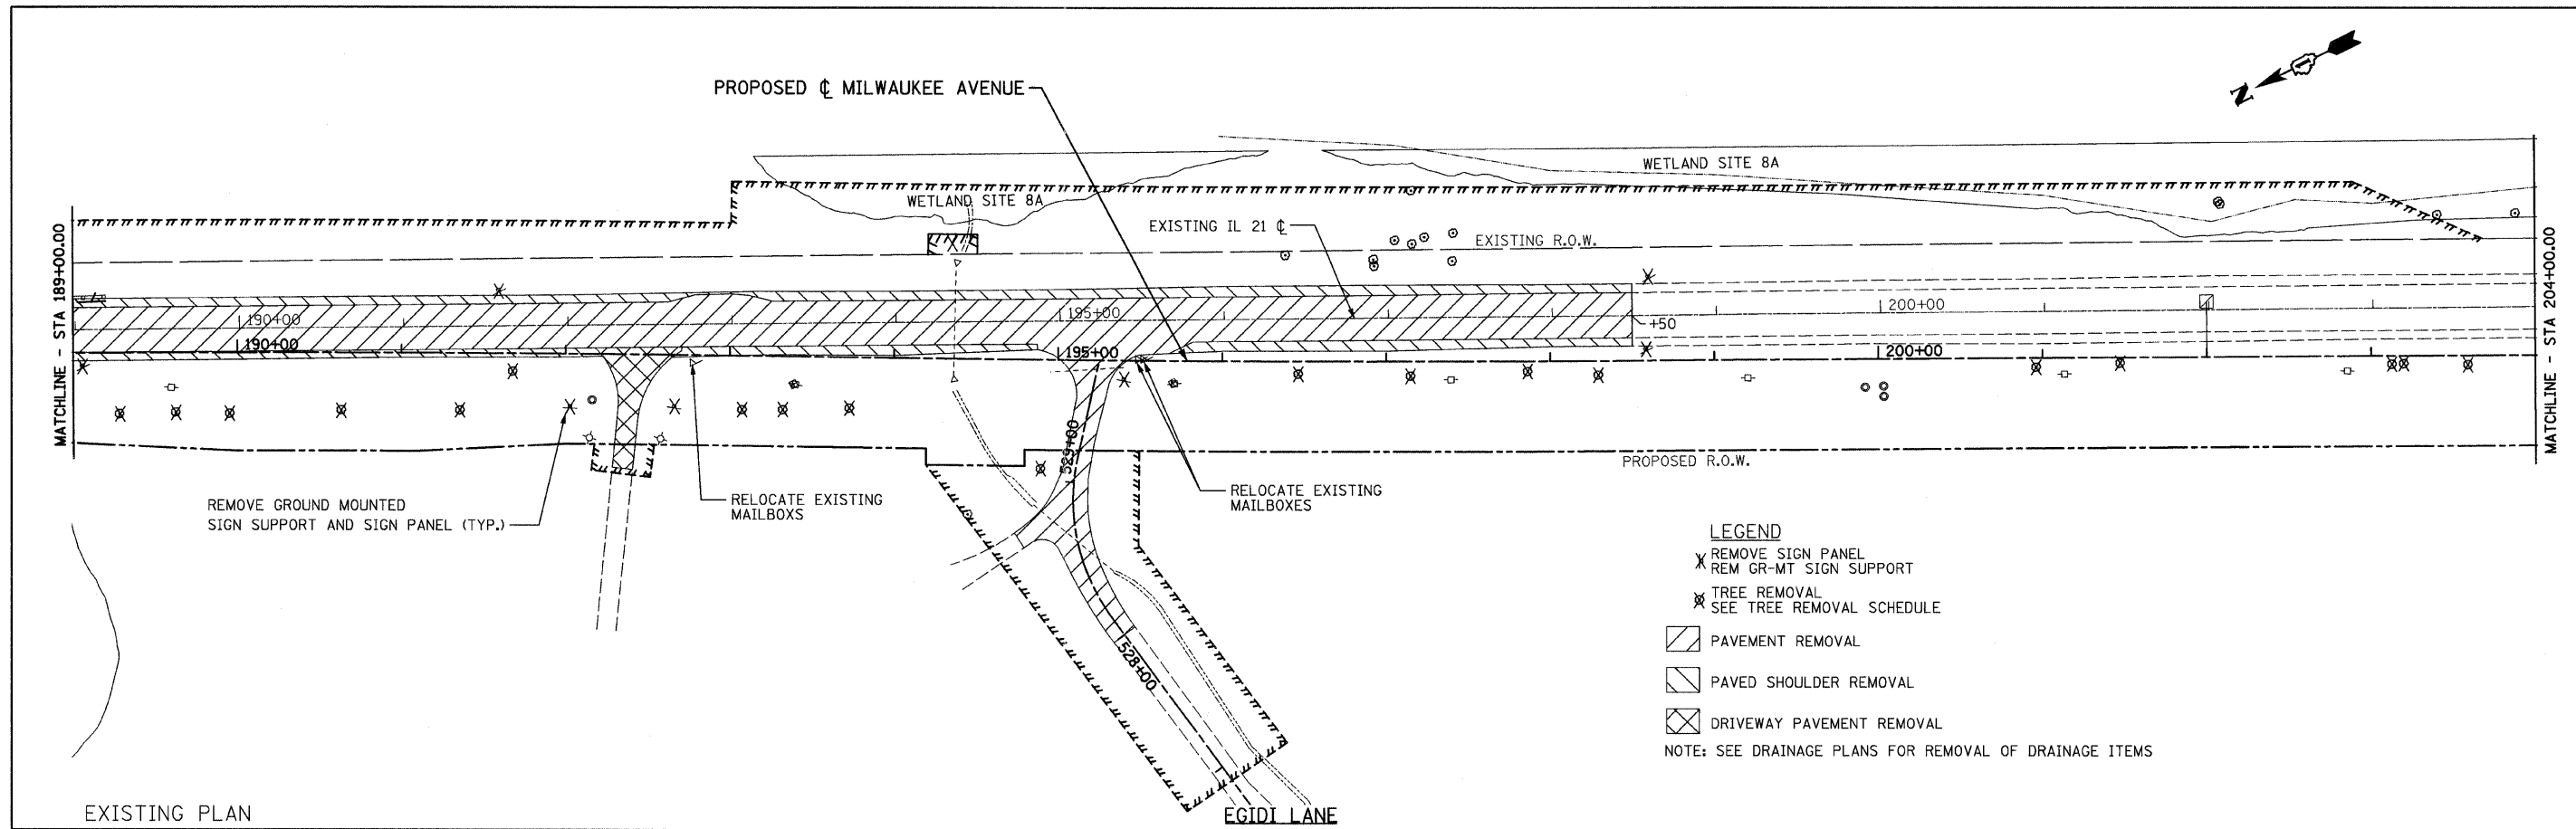 N
PROPOSED ℄ MILWAUKEE AVENUE
WETLAND SITE 8A
WETLAND SITE 8A
EXISTING IL 21 ℄
EXISTING R.O.W.
MATCHLINE - STA 189+00.00
MATCHLINE - STA 204+00.00
190+00
195+00
200+00
+50
190+00
195+00
200+00
529+00
528+00
PROPOSED R.O.W.
REMOVE GROUND MOUNTED
SIGN SUPPORT AND SIGN PANEL (TYP.)
RELOCATE EXISTING
MAILBOXS
RELOCATE EXISTING
MAILBOXES
LEGEND
REMOVE SIGN PANEL
REM GR-MT SIGN SUPPORT
TREE REMOVAL
SEE TREE REMOVAL SCHEDULE
PAVEMENT REMOVAL
PAVED SHOULDER REMOVAL
DRIVEWAY PAVEMENT REMOVAL
NOTE: SEE DRAINAGE PLANS FOR REMOVAL OF DRAINAGE ITEMS
EXISTING PLAN
EGIDI LANE